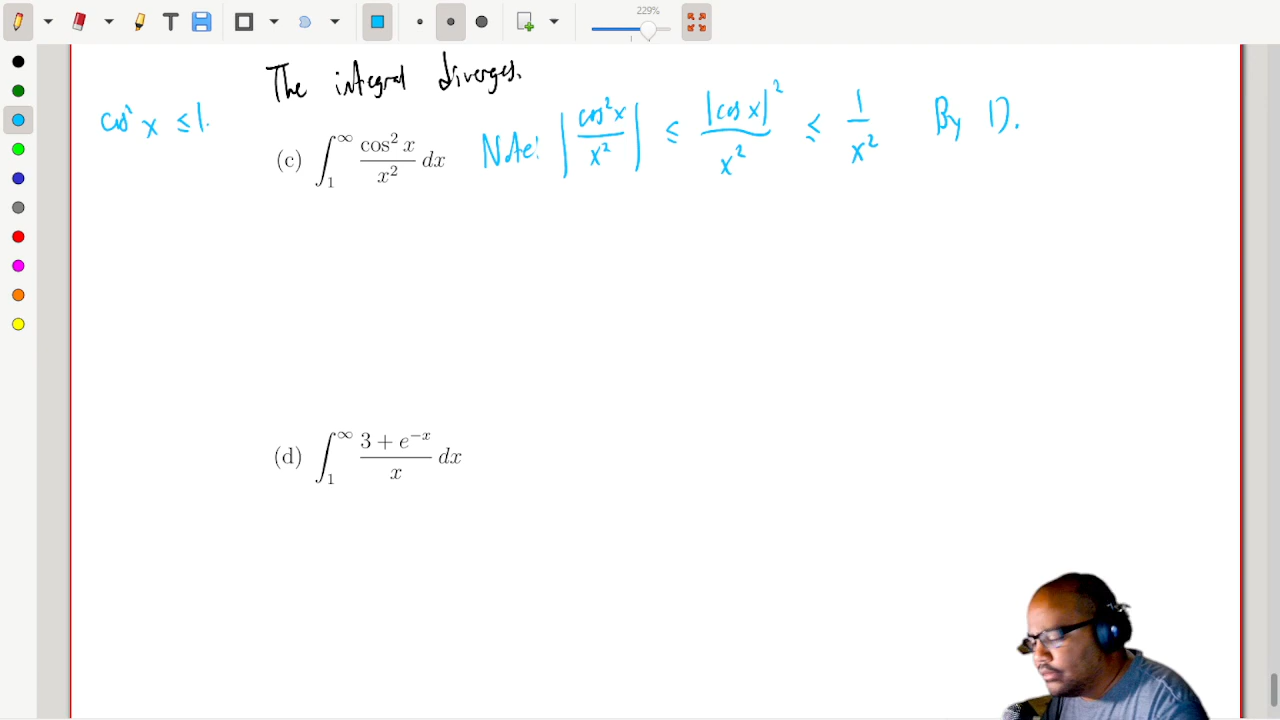 229%
The integral diverges.
cos² x ≤ 1.
(c) ∫₁^∞ cos² x / x² dx Note: |cos² x / x²| ≤ |cos x|² / x² ≤ 1 / x² By D.
(d) ∫₁^∞ 3 + e^{−x} / x dx